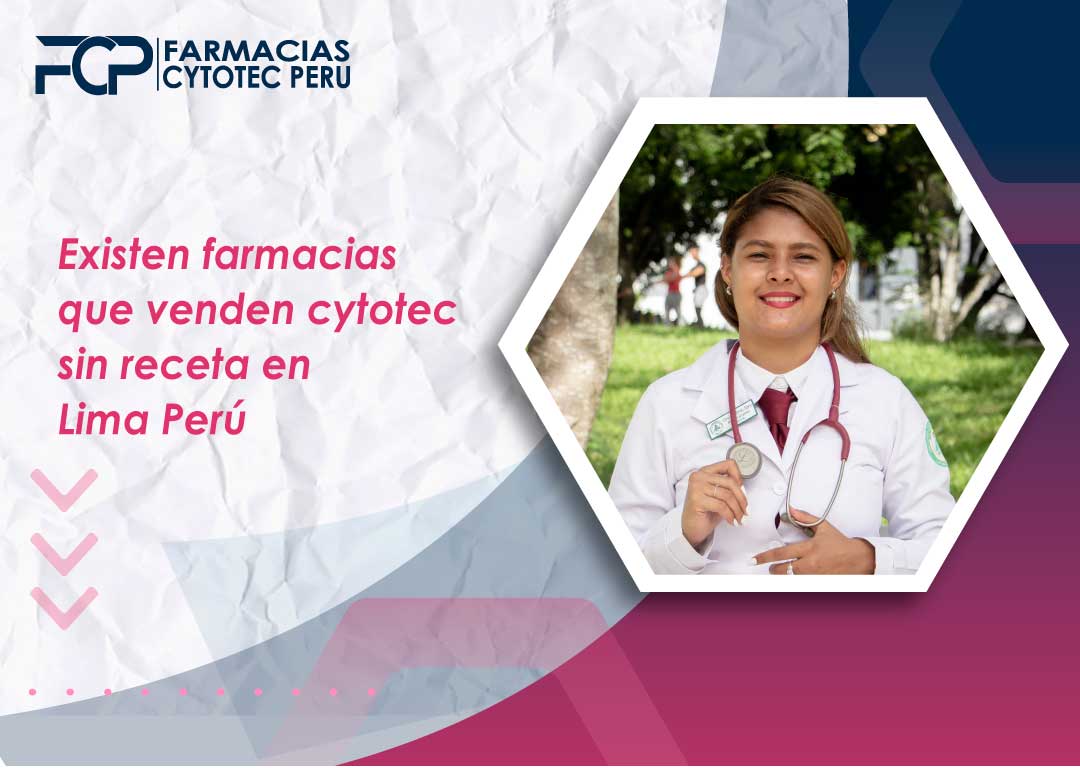 FCP
FARMACIAS
CYTOTEC PERU
Existen farmacias
que venden cytotec
sin receta en
Lima Perú